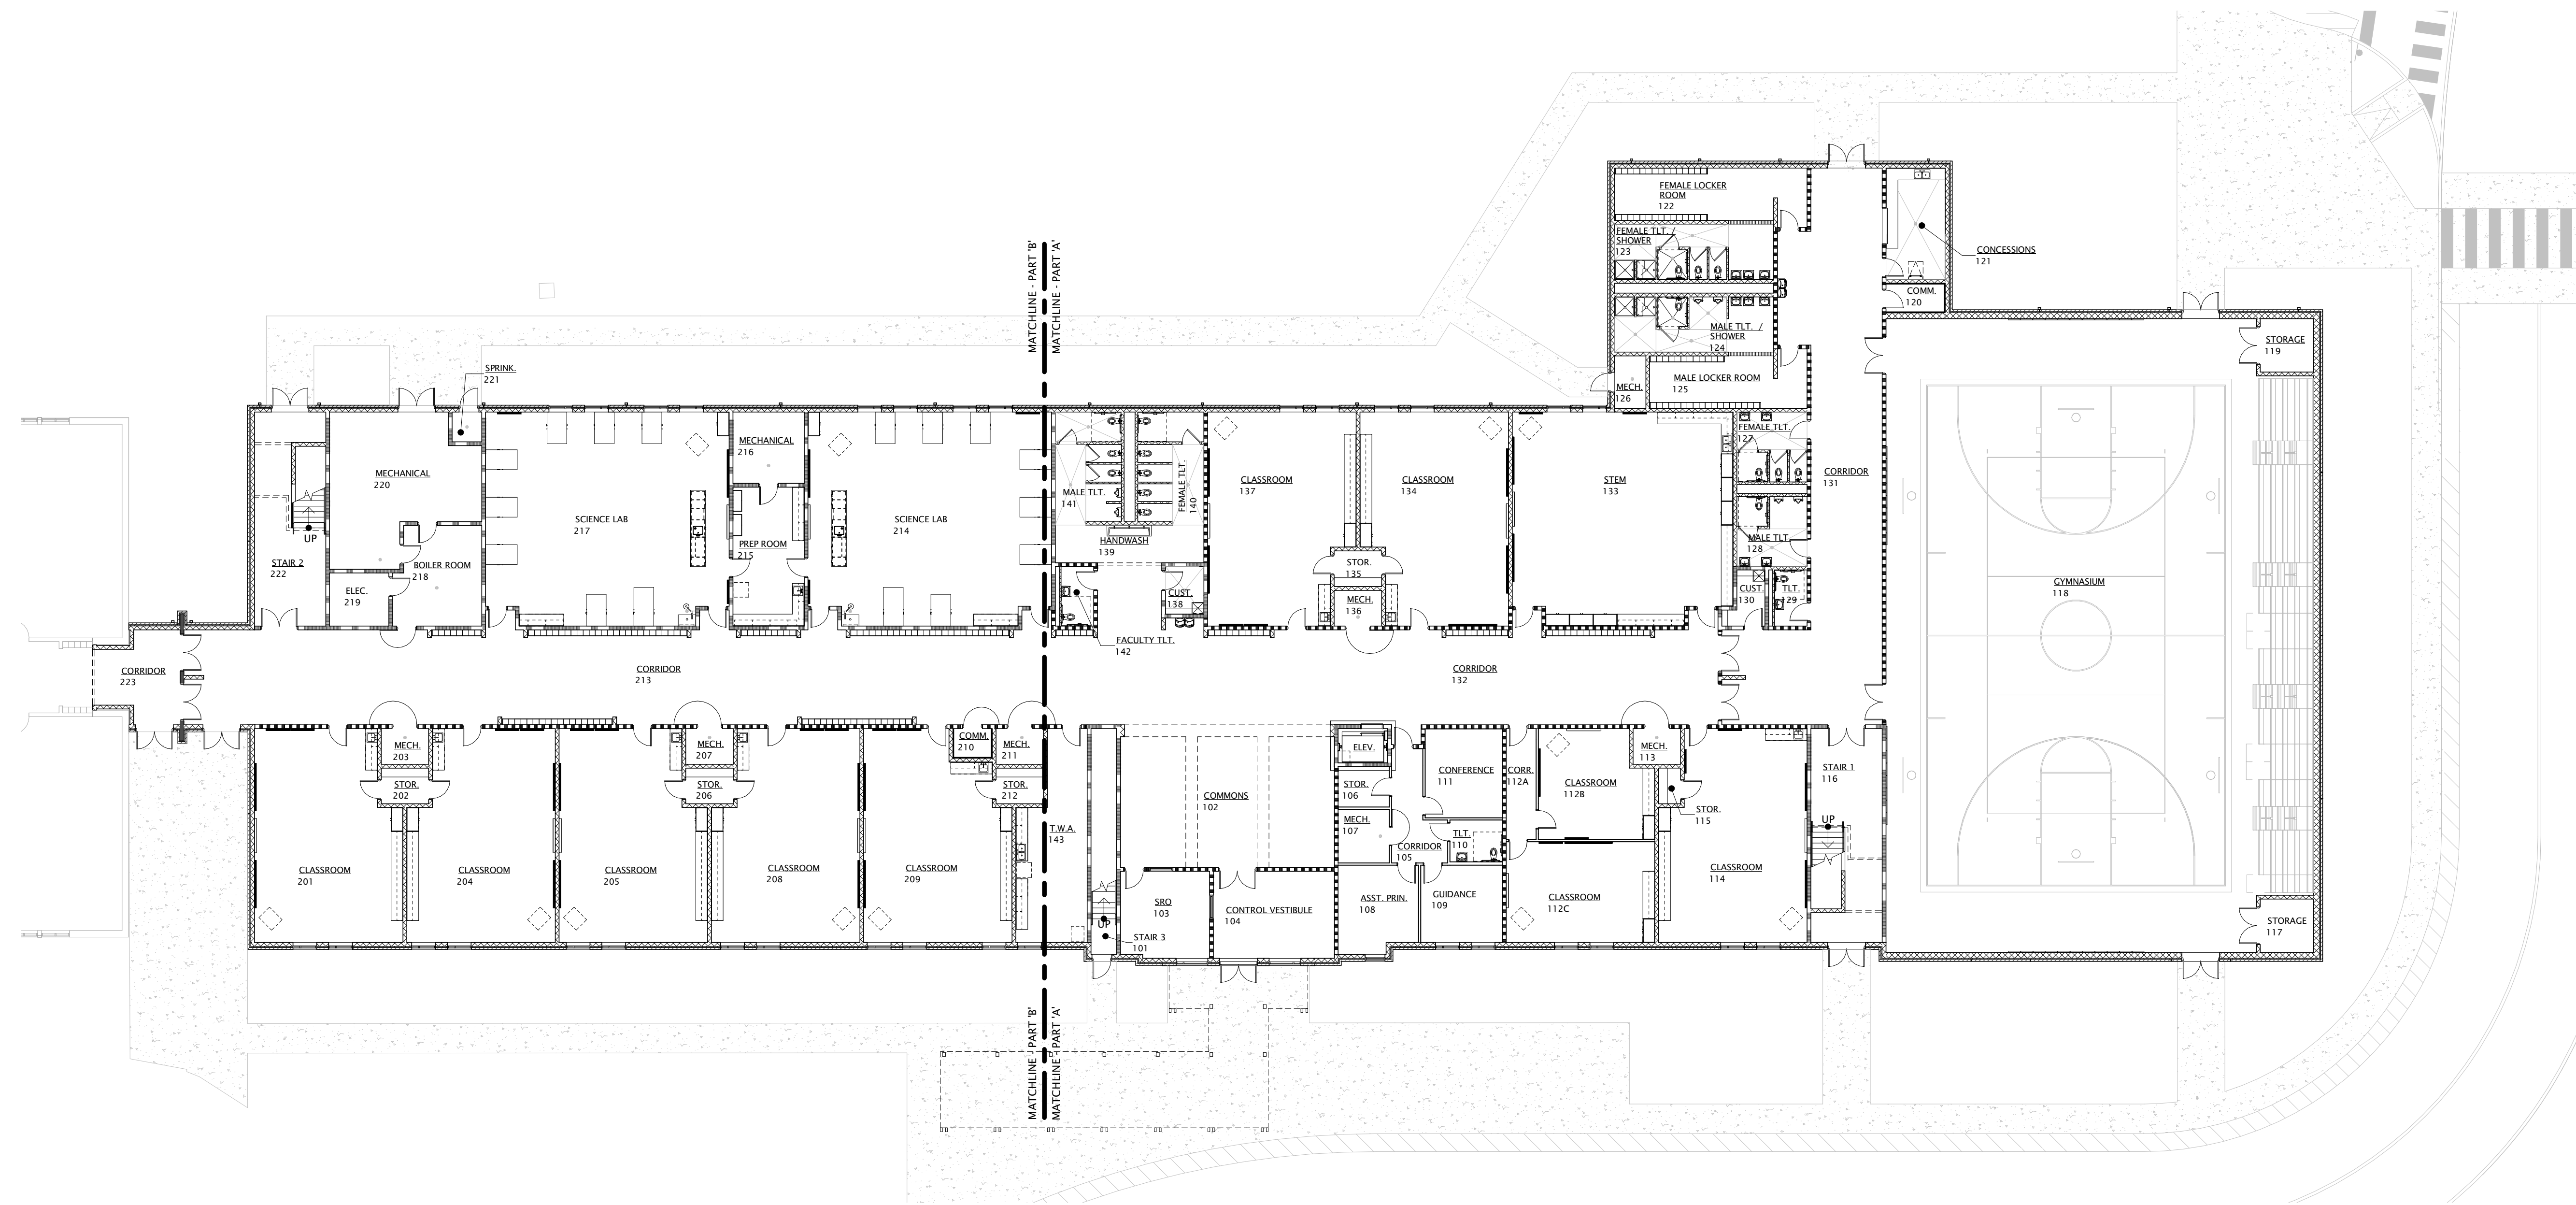 FEMALE LOCKER
ROOM
122
FEMALE TLT. /
SHOWER
123
MATCHLINE - PART 'B'
MATCHLINE - PART 'A'
CONCESSIONS
121
COMM.
120
MALE TLT. /
SHOWER
124
STORAGE
119
SPRINK.
221
MECH.
126
MALE LOCKER ROOM
125
FEMALE TLT.
127
MECHANICAL
220
MECHANICAL
216
SCIENCE LAB
217
SCIENCE LAB
214
MALE TLT.
141
FEMALE TLT.
140
CLASSROOM
137
CLASSROOM
134
STEM
133
CORRIDOR
131
UP
STAIR 2
222
BOILER ROOM
218
ELEC.
219
PREP ROOM
215
HANDWASH
139
CUST.
138
STOR.
135
MECH.
136
MALE TLT.
128
CUST.
130
TLT.
129
GYMNASIUM
118
FACULTY TLT.
142
CORRIDOR
223
CORRIDOR
213
CORRIDOR
132
MECH.
203
STOR.
202
MECH.
207
STOR.
206
COMM.
210
MECH.
211
STOR.
212
T.W.A.
143
COMMONS
102
ELEV.
STOR.
106
MECH.
107
CONFERENCE
111
CORR.
112A
CLASSROOM
112B
MECH.
113
STOR.
115
STAIR 1
116
UP
TLT.
110
CORRIDOR
105
CLASSROOM
201
CLASSROOM
204
CLASSROOM
205
CLASSROOM
208
CLASSROOM
209
UP
STAIR 3
101
SRO
103
CONTROL VESTIBULE
104
ASST. PRIN.
108
GUIDANCE
109
CLASSROOM
112C
CLASSROOM
114
STORAGE
117
MATCHLINE - PART 'B'
MATCHLINE - PART 'A'